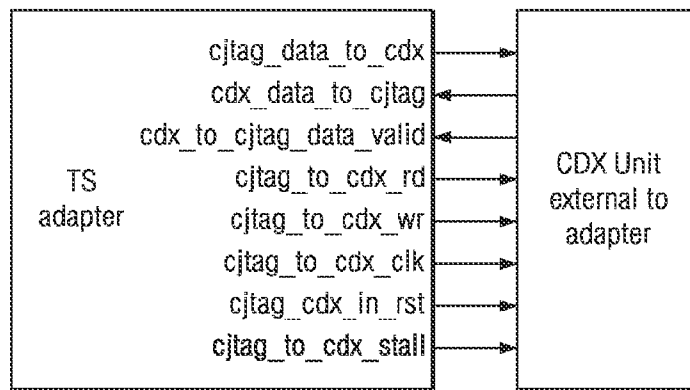 cjtag_data_to_cdx
cdx_data_to_cjtag
cdx_to_cjtag_data_valid
TS
adapter
cjtag_to_cdx_rd
cjtag_to_cdx_wr
cjtag_to_cdx_clk
cjtag_cdx_in_rst
cjtag_to_cdx_stall
CDX Unit
external to
adapter